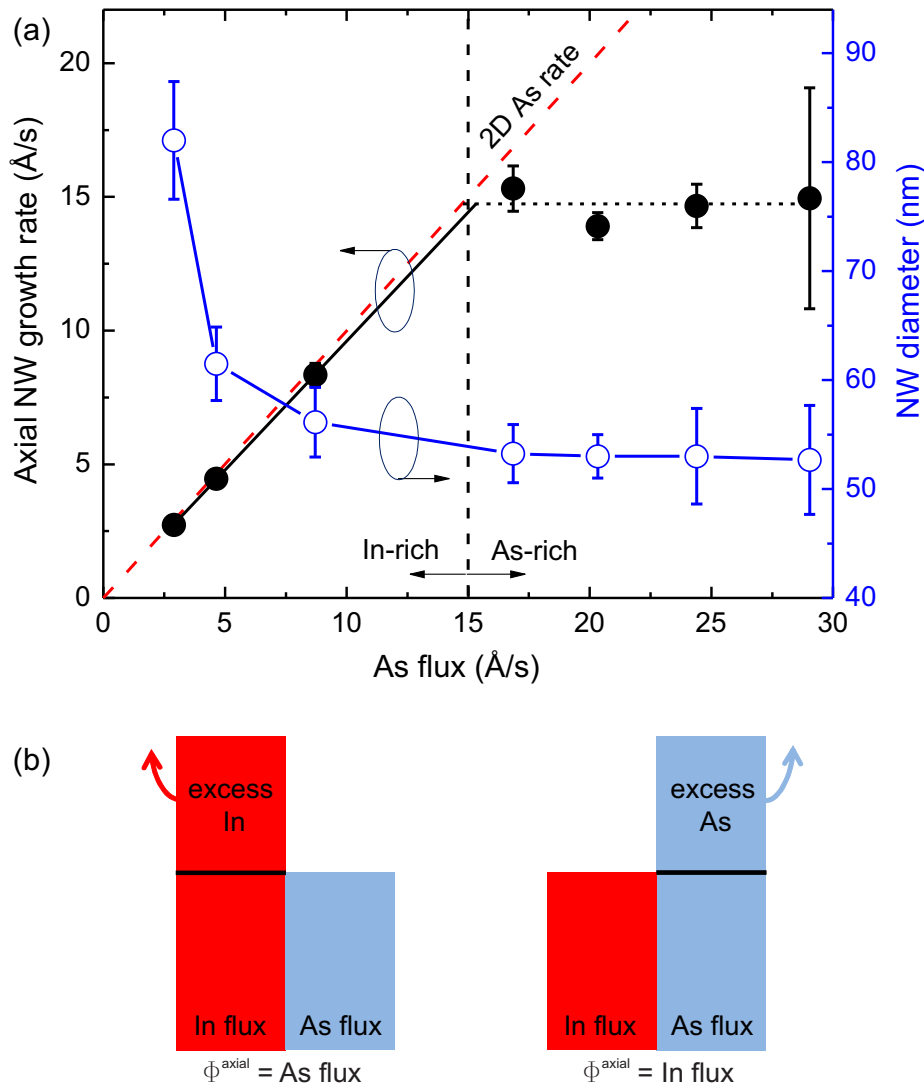 (a)
Axial NW growth rate (Å/s)
20
15
10
5
0
2D As rate
In-rich
As-rich
90
80
70
60
50
40
NW diameter (nm)
0
5
10
15
20
25
30
As flux (Å/s)
(b)
excess
In
In flux
As flux
Φaxial = As flux
excess
As
In flux
As flux
Φaxial = In flux